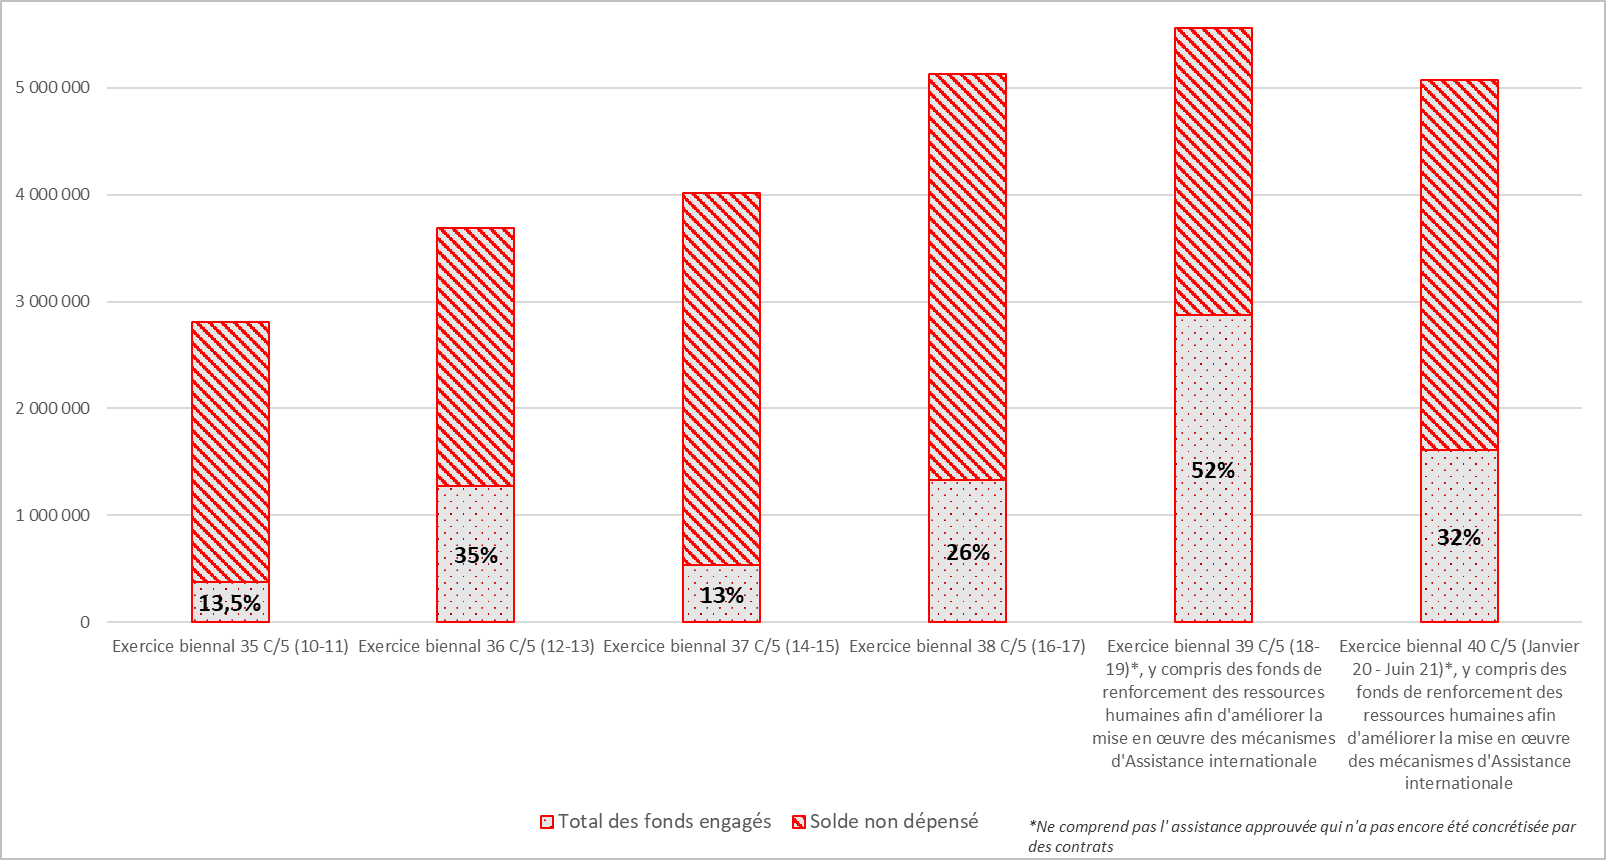 5 000 000
4 000 000
3 000 000
2 000 000
1 000 000
0
13,5%
35%
13%
26%
52%
32%
Exercice biennal 35 C/5 (10-11)
Exercice biennal 36 C/5 (12-13)
Exercice biennal 37 C/5 (14-15)
Exercice biennal 38 C/5 (16-17)
Exercice biennal 39 C/5 (18-
19)*, y compris des fonds de
renforcement des ressources
humaines afin d'améliorer la
mise en œuvre des mécanismes
d'Assistance internationale
Exercice biennal 40 C/5 (Janvier
20 - Juin 21)*, y compris des
fonds de renforcement des
ressources humaines afin
d'améliorer la mise en œuvre
des mécanismes d'Assistance
internationale
Total des fonds engagés
Solde non dépensé
*Ne comprend pas l' assistance approuvée qui n'a pas encore été concrétisée par
des contrats